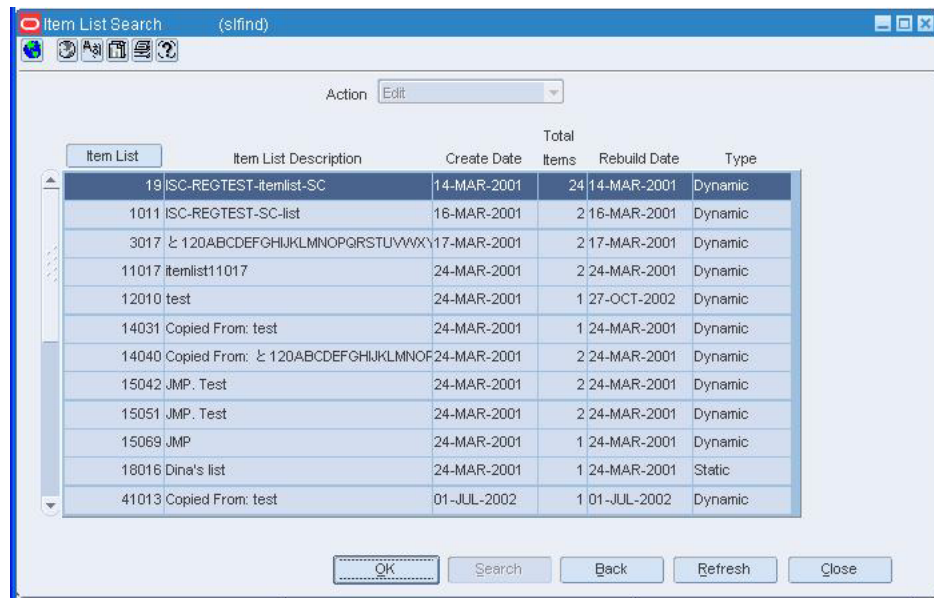 Item List Search (slfind)
Action Edit
Total
Item List Item List Description Create Date Items Rebuild Date Type
19 ISC-REGTEST-itemlist-SC 14-MAR-2001 24 14-MAR-2001 Dynamic
1011 ISC-REGTEST-SC-list 16-MAR-2001 2 16-MAR-2001 Dynamic
3017 と120ABCDEFGHIJKLMNOPQRSTUVWXY 17-MAR-2001 2 17-MAR-2001 Dynamic
11017 itemlist11017 24-MAR-2001 2 24-MAR-2001 Dynamic
12010 test 24-MAR-2001 1 27-OCT-2002 Dynamic
14031 Copied From: test 24-MAR-2001 1 24-MAR-2001 Dynamic
14040 Copied From: と120ABCDEFGHIJKLMNOP 24-MAR-2001 2 24-MAR-2001 Dynamic
15042 JMP. Test 24-MAR-2001 2 24-MAR-2001 Dynamic
15051 JMP. Test 24-MAR-2001 2 24-MAR-2001 Dynamic
15069 JMP 24-MAR-2001 1 24-MAR-2001 Dynamic
18016 Dina's list 24-MAR-2001 1 24-MAR-2001 Static
41013 Copied From: test 01-JUL-2002 1 01-JUL-2002 Dynamic
OK Search Back Refresh Close